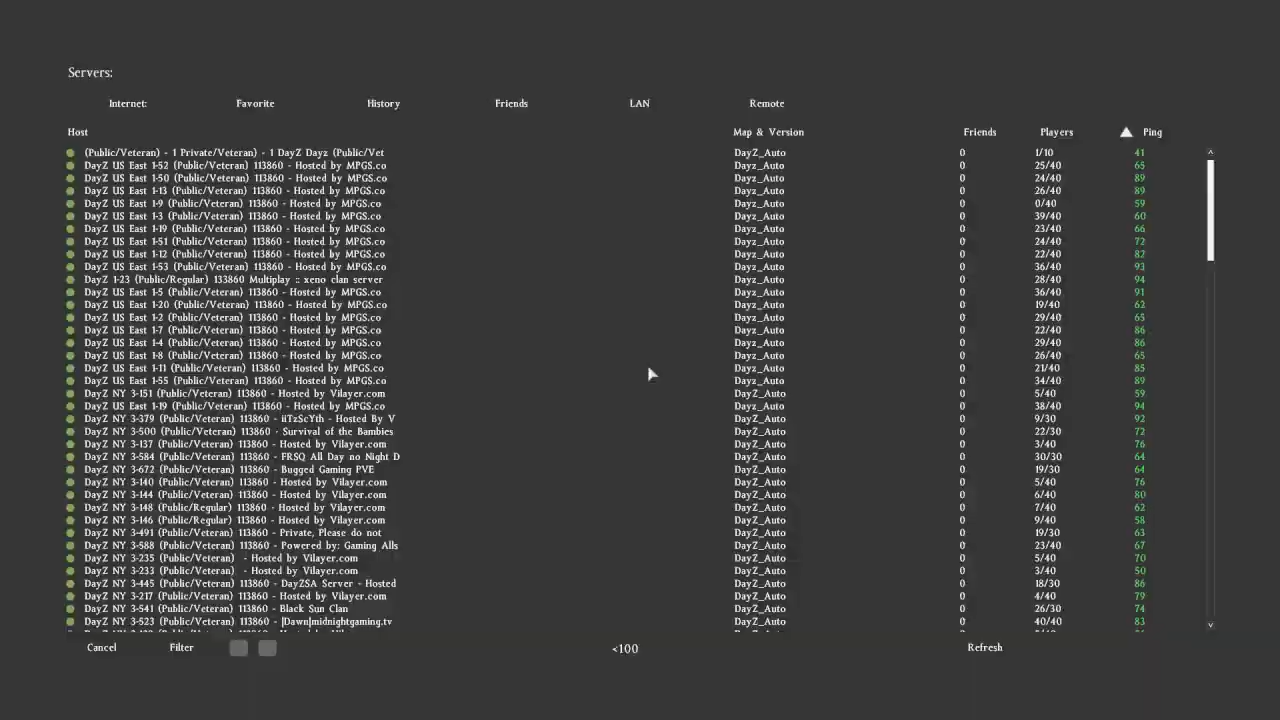 Servers:
Internet: Favorite History Friends LAN Remote
Host Map & Version Friends Players Ping
(Public/Veteran) - 1 Private/Veteran) - 1 DayZ Dayz (Public/Vet DayZ_Auto 0 1/10 41
DayZ US East 1-52 (Public/Veteran) 113860 - Hosted by MPGS.co Dayz_Auto 0 25/40 65
DayZ US East 1-50 (Public/Veteran) 113860 - Hosted by MPGS.co Dayz_Auto 0 24/40 89
DayZ US East 1-13 (Public/Veteran) 113860 - Hosted by MPGS.co Dayz_Auto 0 26/40 89
DayZ US East 1-9 (Public/Veteran) 113860 - Hosted by MPGS.co Dayz_Auto 0 0/40 59
DayZ US East 1-3 (Public/Veteran) 113860 - Hosted by MPGS.co Dayz_Auto 0 39/40 60
DayZ US East 1-19 (Public/Veteran) 113860 - Hosted by MPGS.co Dayz_Auto 0 23/40 66
DayZ US East 1-51 (Public/Veteran) 113860 - Hosted by MPGS.co Dayz_Auto 0 24/40 72
DayZ US East 1-12 (Public/Veteran) 113860 - Hosted by MPGS.co Dayz_Auto 0 22/40 82
DayZ US East 1-53 (Public/Veteran) 113860 - Hosted by MPGS.co Dayz_Auto 0 36/40 93
DayZ 1-23 (Public/Regular) 133860 Multiplay :: xeno clan server Dayz_Auto 0 28/40 94
DayZ US East 1-5 (Public/Veteran) 113860 - Hosted by MPGS.co Dayz_Auto 0 36/40 91
DayZ US East 1-20 (Public/Veteran) 113860 - Hosted by MPGS.co Dayz_Auto 0 19/40 62
DayZ US East 1-2 (Public/Veteran) 113860 - Hosted by MPGS.co Dayz_Auto 0 29/40 65
DayZ US East 1-7 (Public/Veteran) 113860 - Hosted by MPGS.co Dayz_Auto 0 22/40 86
DayZ US East 1-4 (Public/Veteran) 113860 - Hosted by MPGS.co Dayz_Auto 0 29/40 86
DayZ US East 1-8 (Public/Veteran) 113860 - Hosted by MPGS.co Dayz_Auto 0 26/40 65
DayZ US East 1-11 (Public/Veteran) 113860 - Hosted by MPGS.co Dayz_Auto 0 21/40 85
DayZ US East 1-55 (Public/Veteran) 113860 - Hosted by MPGS.co Dayz_Auto 0 34/40 89
DayZ NY 3-151 (Public/Veteran) 113860 - Hosted by Vilayer.com DayZ_Auto 0 5/40 59
DayZ US East 1-19 (Public/Veteran) 113860 - Hosted by MPGS.co Dayz_Auto 0 38/40 94
DayZ NY 3-379 (Public/Veteran) 113860 - iiTzScYth - Hosted By V DayZ_Auto 0 9/30 92
DayZ NY 3-500 (Public/Veteran) 113860 - Survival of the Bambies DayZ_Auto 0 22/30 72
DayZ NY 3-137 (Public/Veteran) 113860 - Hosted by Vilayer.com DayZ_Auto 0 3/40 76
DayZ NY 3-584 (Public/Veteran) 113860 - FRSQ All Day no Night D DayZ_Auto 0 30/30 64
DayZ NY 3-672 (Public/Veteran) 113860 - Bugged Gaming PVE DayZ_Auto 0 19/30 64
DayZ NY 3-140 (Public/Veteran) 113860 - Hosted by Vilayer.com DayZ_Auto 0 5/40 76
DayZ NY 3-144 (Public/Veteran) 113860 - Hosted by Vilayer.com DayZ_Auto 0 6/40 80
DayZ NY 3-148 (Public/Regular) 113860 - Hosted by Vilayer.com DayZ_Auto 0 7/40 62
DayZ NY 3-146 (Public/Regular) 113860 - Hosted by Vilayer.com DayZ_Auto 0 9/40 58
DayZ NY 3-491 (Public/Veteran) 113860 - Private, Please do not DayZ_Auto 0 19/30 63
DayZ NY 3-588 (Public/Veteran) 113860 - Powered by: Gaming Alls DayZ_Auto 0 23/40 67
DayZ NY 3-235 (Public/Veteran) - Hosted by Vilayer.com DayZ_Auto 0 5/40 70
DayZ NY 3-233 (Public/Veteran) - Hosted by Vilayer.com DayZ_Auto 0 3/40 50
DayZ NY 3-445 (Public/Veteran) 113860 - DayZSA Server - Hosted DayZ_Auto 0 18/30 86
DayZ NY 3-217 (Public/Veteran) 113860 - Hosted by Vilayer.com DayZ_Auto 0 4/40 79
DayZ NY 3-541 (Public/Veteran) 113860 - Black Sun Clan DayZ_Auto 0 26/30 74
DayZ NY 3-523 (Public/Veteran) 113860 - |Dawn|midnightgaming.tv DayZ_Auto 0 40/40 83
Cancel Filter <100 Refresh